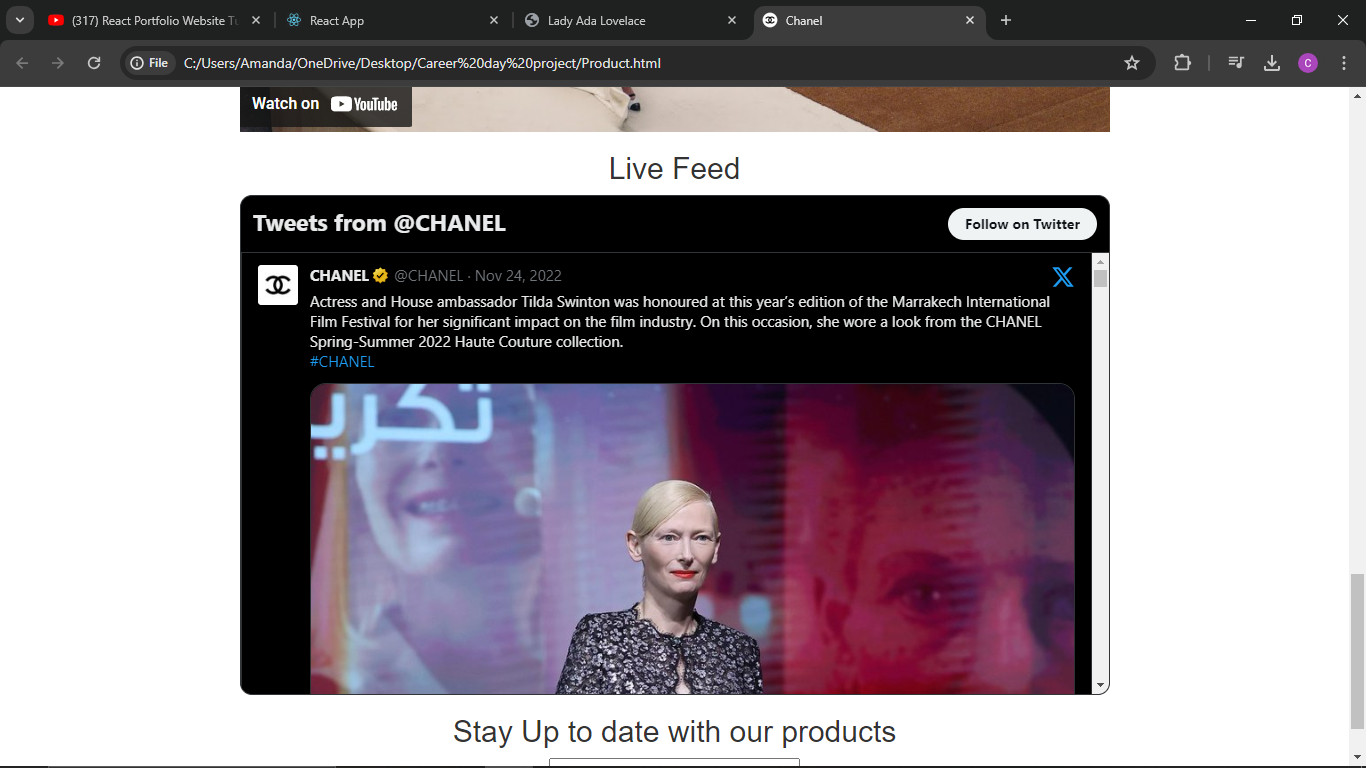 (317) React Portfolio Website Tu
React App
Lady Ada Lovelace
Chanel
File
C:/Users/Amanda/OneDrive/Desktop/Career%20day%20project/Product.html
C
Watch on YouTube
Live Feed
Tweets from @CHANEL
Follow on Twitter
CHANEL @CHANEL · Nov 24, 2022
Actress and House ambassador Tilda Swinton was honoured at this year’s edition of the Marrakech International
Film Festival for her significant impact on the film industry. On this occasion, she wore a look from the CHANEL
Spring-Summer 2022 Haute Couture collection.
#CHANEL
Stay Up to date with our products